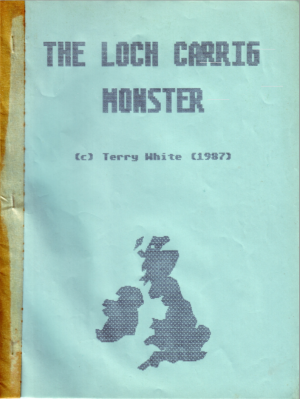 THE LOCH CARRIG
MONSTER
(c) Terry White (1987)